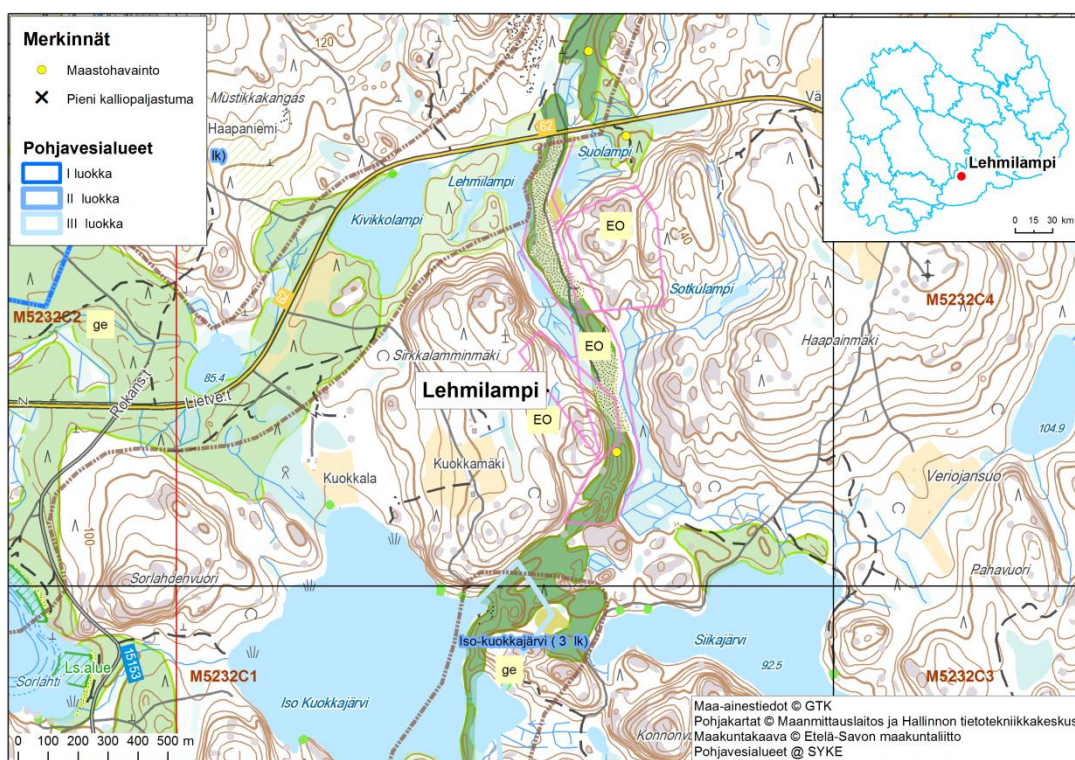 Merkinnät
Maastohavainto
Pieni kalliopaljastuma
Pohjavesialueet
I luokka
II luokka
III luokka
120
Mustikkakangas
Haapaniemi
lk)
62
Suolampi
Vä
Lehmilampi
Kivikkolampi
EO
140
Sotkulampi
62
M5232C2
ge
M5232C4
Haapainmäki
EO
Sirkkalamminmäki
85.4
Rokans.t
Lietve.t
Lehmilampi
EO
104.9
Kuokkala
Kuokkamäki
Veriojansuo
100
Sorlahdenvuori
Pahavuori
Iso-kuokkajärvi ( 3 lk)
Siikajärvi
ge
92.5
Ls.alue
15153
M5232C1
M5232C3
Sorlahti
Iso Kuokkajärvi
Lehmilampi
0 15 30 km
0 100 200 300 400 500 m
Maa-ainestiedot © GTK
Pohjakartat © Maanmittauslaitos ja Hallinnon tietotekniikkakeskus
Maakuntakaava © Etelä-Savon maakuntaliitto
Pohjavesialueet @ SYKE